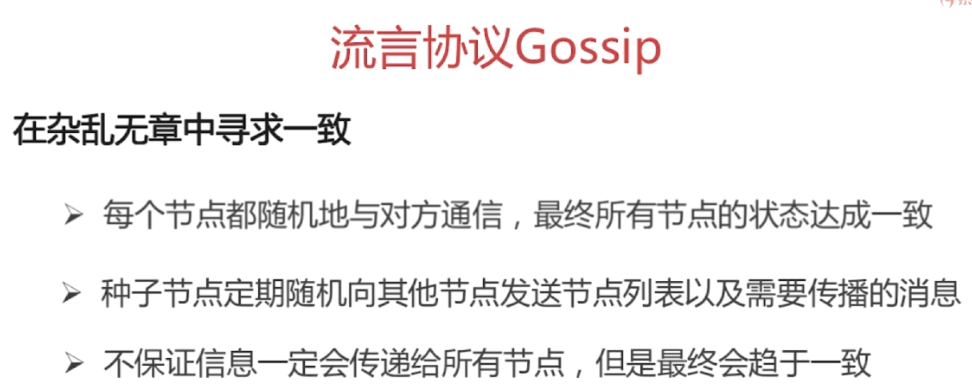 流言协议Gossip
在杂乱无章中寻求一致
每个节点都随机地与对方通信，最终所有节点的状态达成一致
种子节点定期随机向其他节点发送节点列表以及需要传播的消息
不保证信息一定会传递给所有节点，但是最终会趋于一致